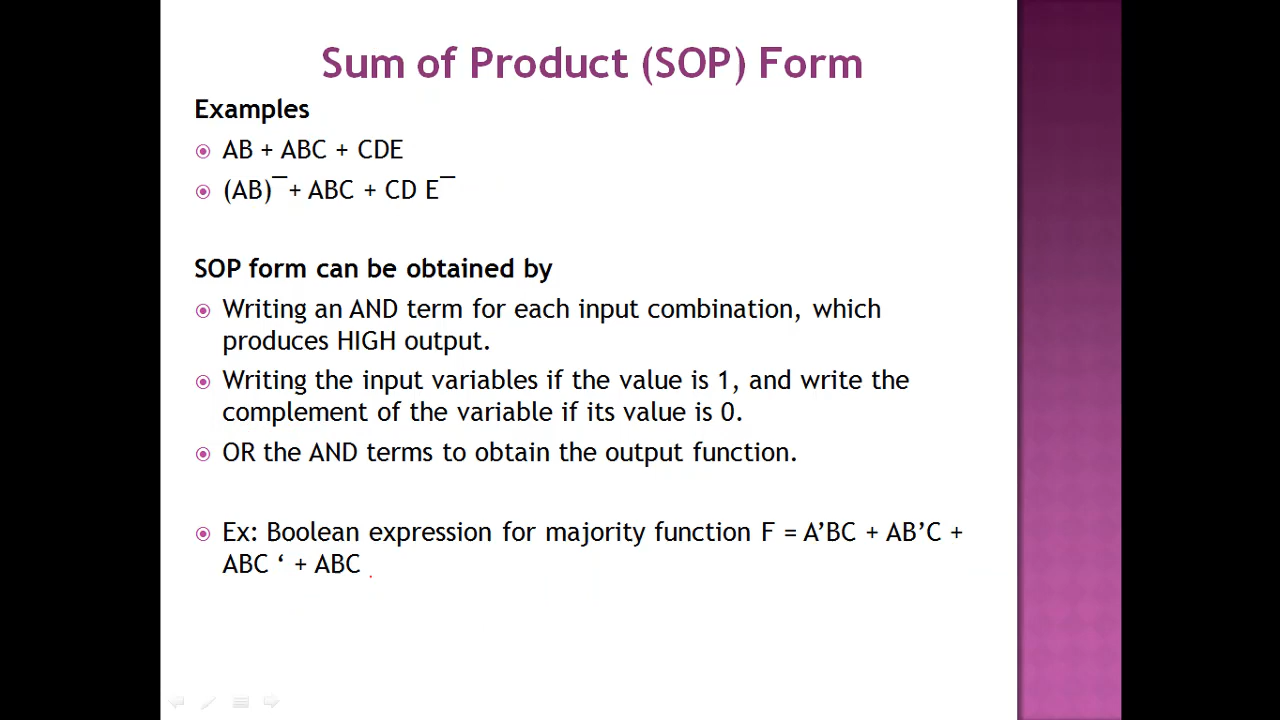 Sum of Product (SOP) Form
Examples
AB + ABC + CDE
(AB)¯+ ABC + CD E¯
SOP form can be obtained by
Writing an AND term for each input combination, which
produces HIGH output.
Writing the input variables if the value is 1, and write the
complement of the variable if its value is 0.
OR the AND terms to obtain the output function.
Ex: Boolean expression for majority function F = A’BC + AB’C +
ABC ‘ + ABC